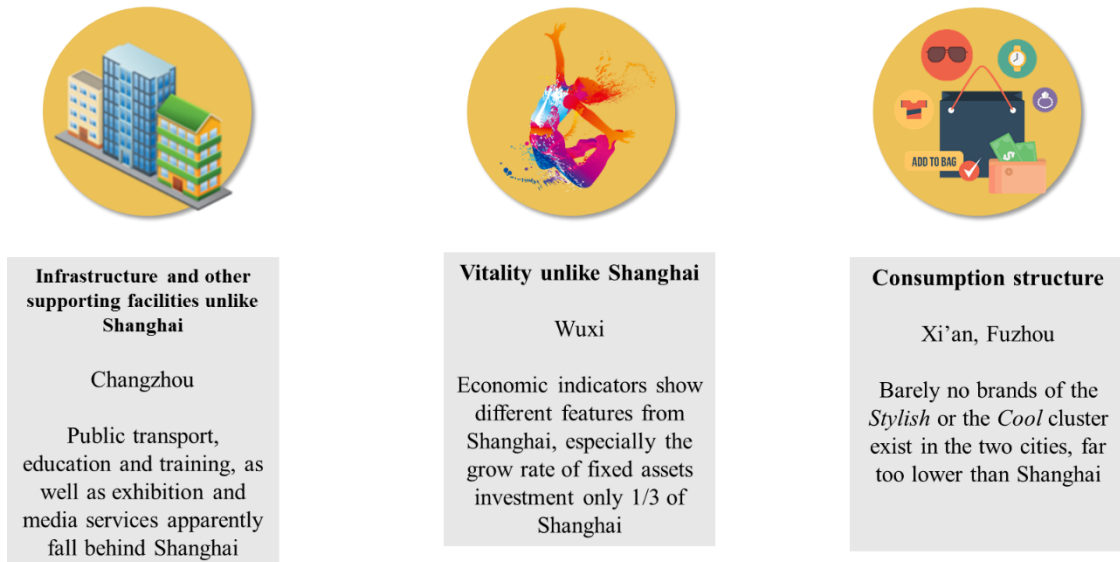 ADD TO BAG
Infrastructure and other
supporting facilities unlike
Shanghai
Changzhou
Public transport,
education and training, as
well as exhibition and
media services apparently
fall behind Shanghai
Vitality unlike Shanghai
Wuxi
Economic indicators show
different features from
Shanghai, especially the
grow rate of fixed assets
investment only 1/3 of
Shanghai
Consumption structure
Xi’an, Fuzhou
Barely no brands of the
Stylish or the Cool cluster
exist in the two cities, far
too lower than Shanghai